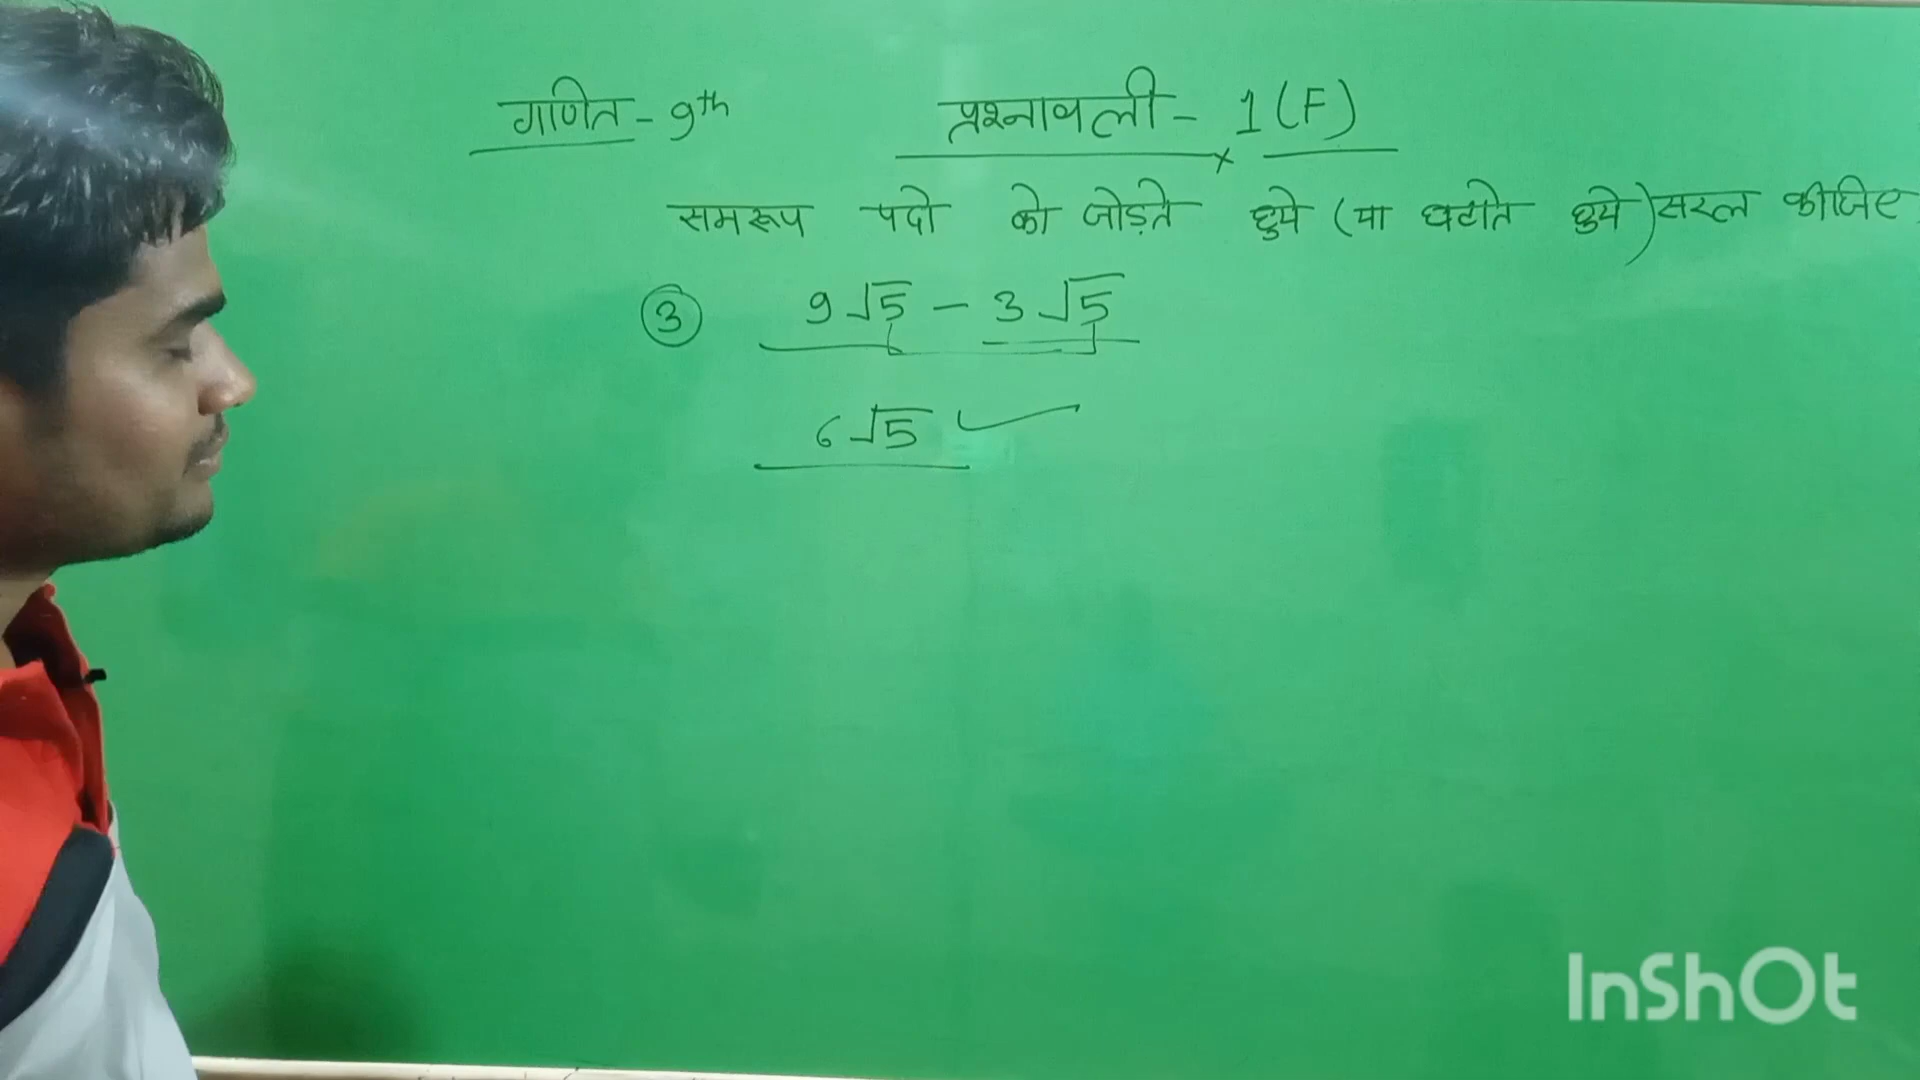 गणित - 9th प्रश्नावली - 1 (F)
समरूप पदो को जोड़ते हुये (या घटाते हुये) सरल कीजिए
③ 9√5 - 3√5
6√5 ✓
InShOt